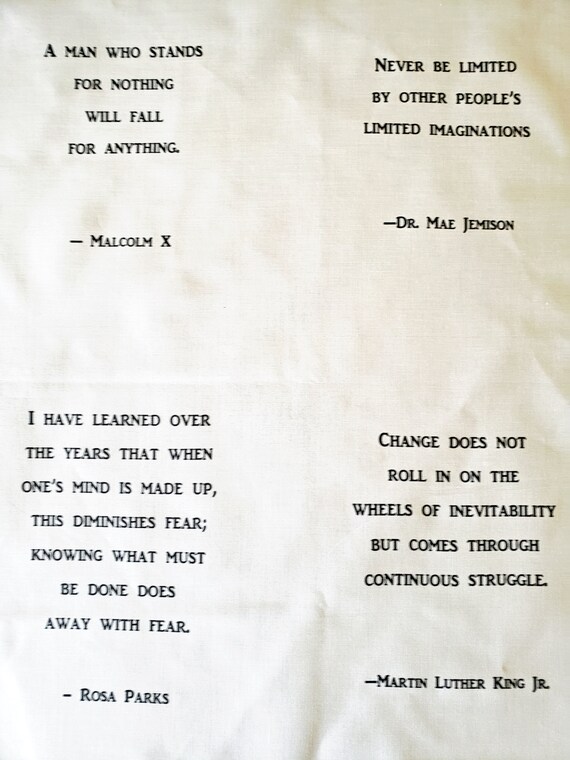 A MAN WHO STANDS
FOR NOTHING
WILL FALL
FOR ANYTHING.
— MALCOLM X
NEVER BE LIMITED
BY OTHER PEOPLE'S
LIMITED IMAGINATIONS
—DR. MAE JEMISON
I HAVE LEARNED OVER
THE YEARS THAT WHEN
ONE'S MIND IS MADE UP,
THIS DIMINISHES FEAR;
KNOWING WHAT MUST
BE DONE DOES
AWAY WITH FEAR.
– ROSA PARKS
CHANGE DOES NOT
ROLL IN ON THE
WHEELS OF INEVITABILITY
BUT COMES THROUGH
CONTINUOUS STRUGGLE.
—MARTIN LUTHER KING JR.